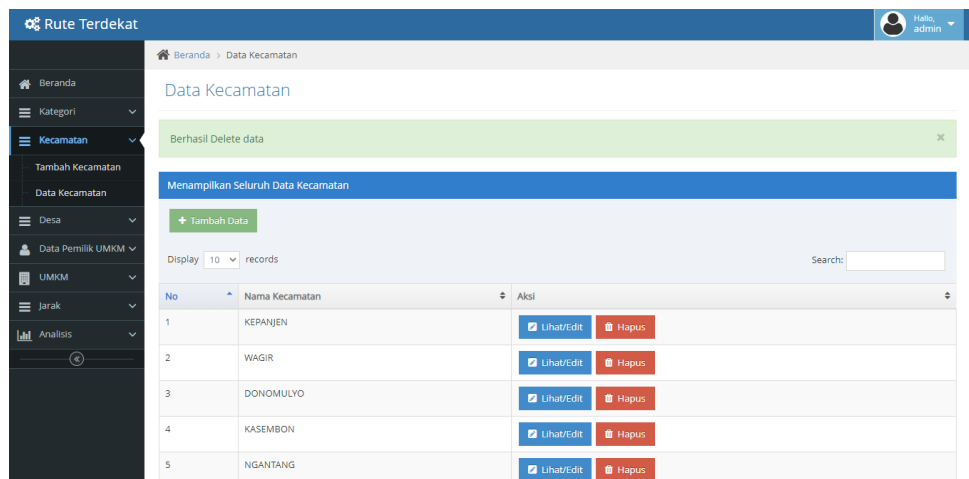 Rute Terdekat
Hallo,
admin
Beranda > Data Kecamatan
Beranda
Kategori
Kecamatan
Tambah Kecamatan
Data Kecamatan
Desa
Data Pemilik UMKM
UMKM
Jarak
Analisis
Data Kecamatan
Berhasil Delete data
Menampilkan Seluruh Data Kecamatan
Tambah Data
Display 10 records
Search:
No Nama Kecamatan Aksi
1 KEPANJEN Lihat/Edit Hapus
2 WAGIR Lihat/Edit Hapus
3 DONOMULYO Lihat/Edit Hapus
4 KASEMBON Lihat/Edit Hapus
5 NGANTANG Lihat/Edit Hapus